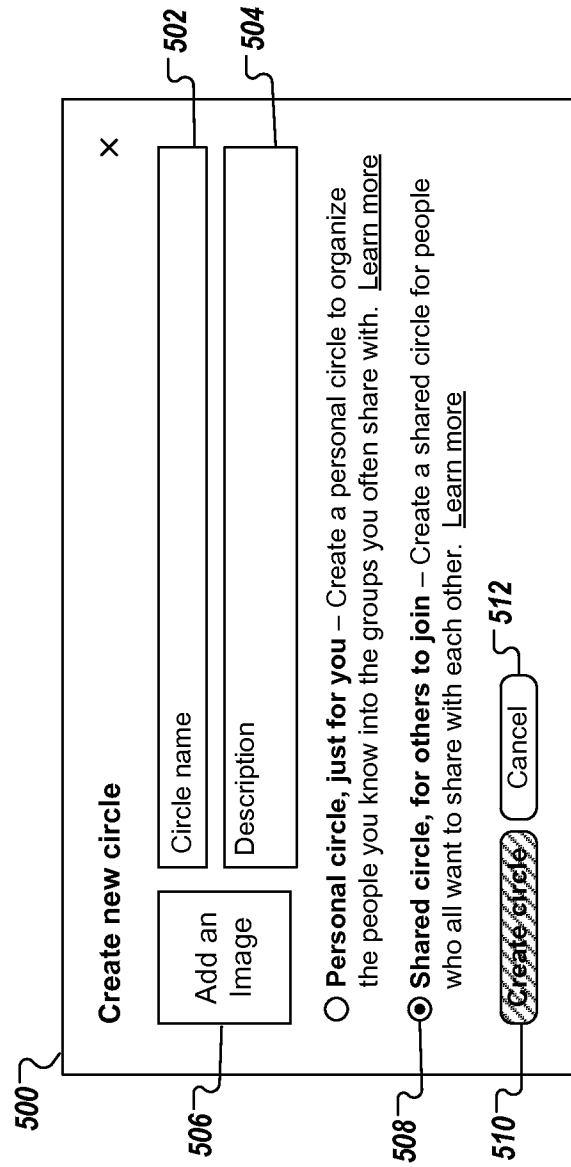 500
Create new circle
×
506
Add an
Image
Circle name
502
Description
504
Personal circle, just for you – Create a personal circle to organize
the people you know into the groups you often share with. Learn more
508
Shared circle, for others to join – Create a shared circle for people
who all want to share with each other. Learn more
510
Create circle
Cancel
512